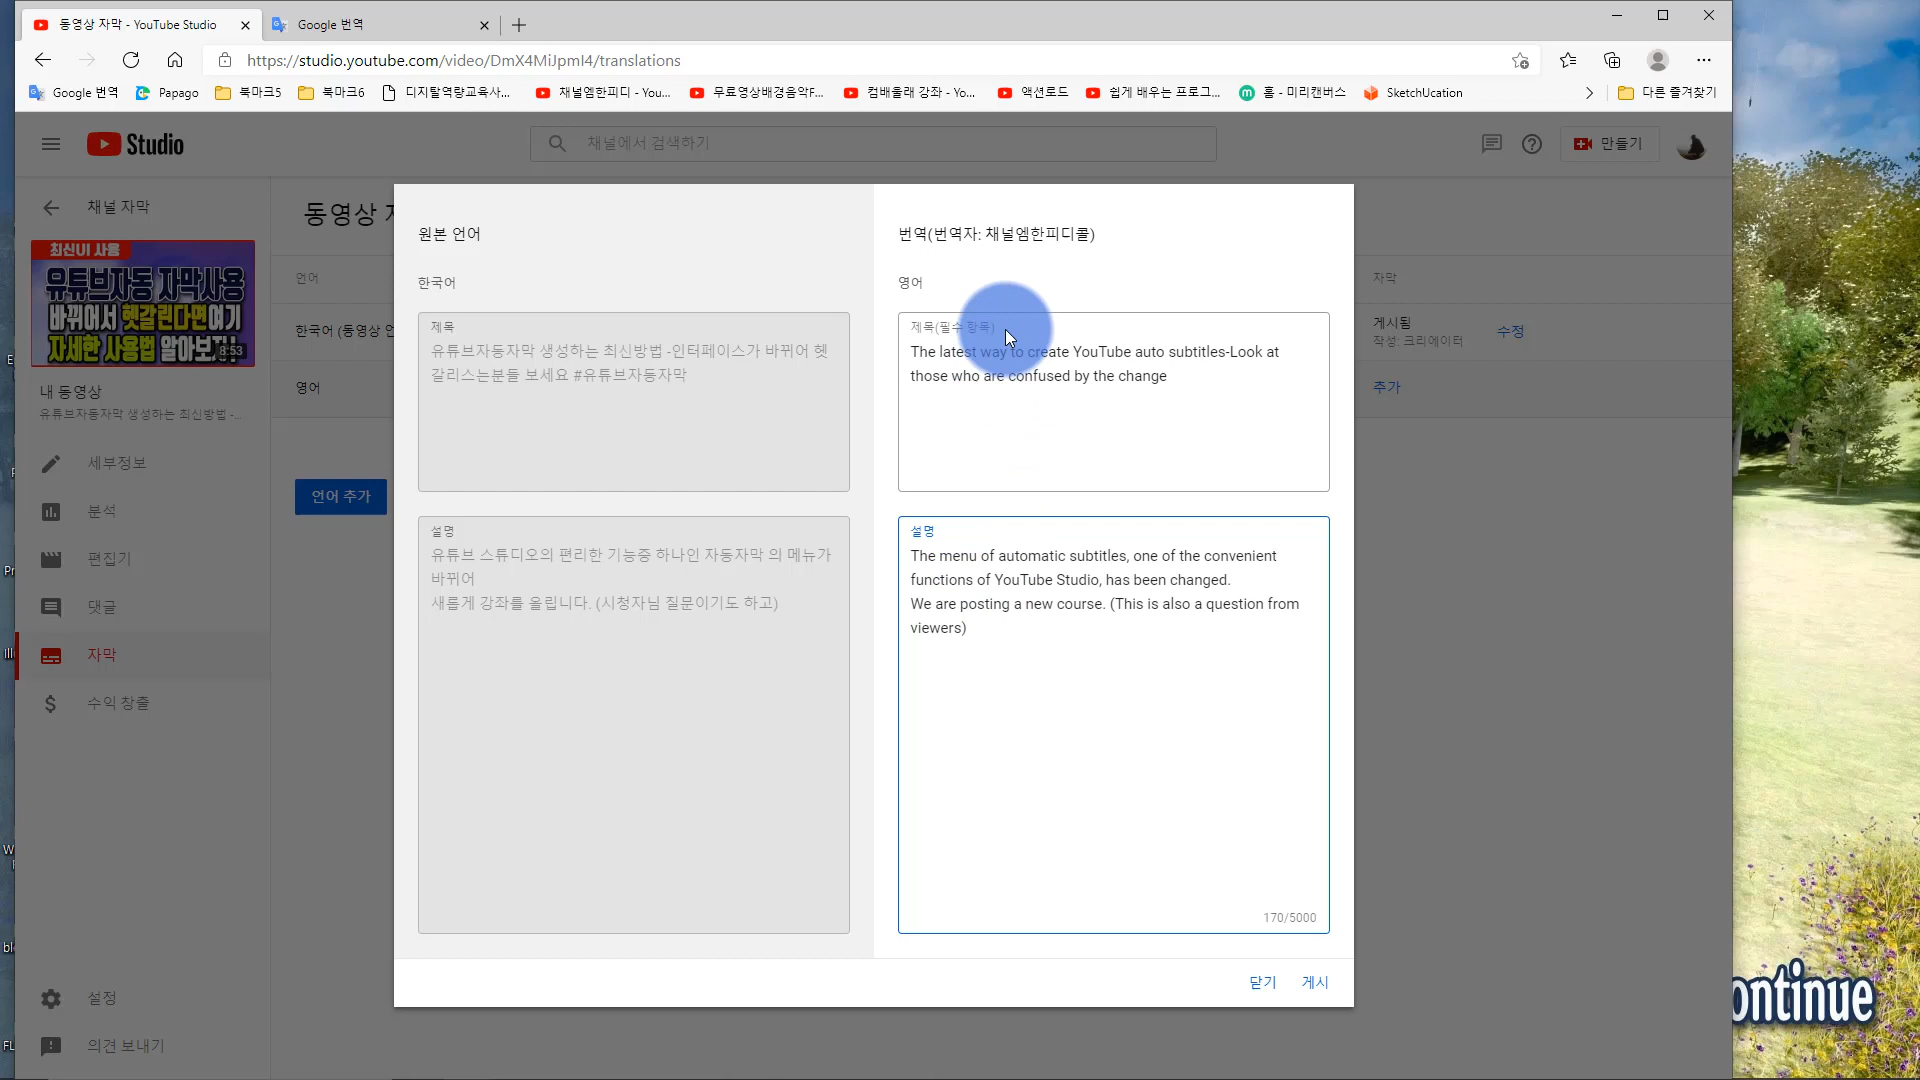 동영상 자막 - YouTube Studio
Google 번역
https://studio.youtube.com/video/DmX4MiJpmI4/translations
Google 번역
Papago
북마크5
북마크6
디지털역량교육사...
채널엠한피디 - You...
무료영상배경음악F...
컴배올래 강좌 - Yo...
액션로드
쉽게 배우는 프로그...
홈 - 미리캔버스
SketchUcation
다른 즐겨찾기
Studio
채널에서 검색하기
만들기
채널 자막
최신UI 사용
유튜브자동 자막사용
바뀌어서 헷갈린다면여기
자세한 사용법 알아보자!
8:53
내 동영상
유튜브자동자막 생성하는 최신방법 -...
세부정보
분석
편집기
댓글
자막
수익 창출
설정
의견 보내기
동영상
언어
한국어 (동영상 언
영어
언어 추가
자막
게시됨
작성: 크리에이터
수정
추가
원본 언어
한국어
제목
유튜브자동자막 생성하는 최신방법 -인터페이스가 바뀌어 헷
갈리스는분들 보세요 #유튜브자동자막
설명
유튜브 스튜디오의 편리한 기능중 하나인 자동자막 의 메뉴가
바뀌어
새롭게 강좌를 올립니다. (시청자님 질문이기도 하고)
번역(번역자: 채널엠한피디콜)
영어
제목(필수 항목)
The latest way to create YouTube auto subtitles-Look at
those who are confused by the change
설명
The menu of automatic subtitles, one of the convenient
functions of YouTube Studio, has been changed.
We are posting a new course. (This is also a question from
viewers)
170/5000
닫기
게시
ontinue